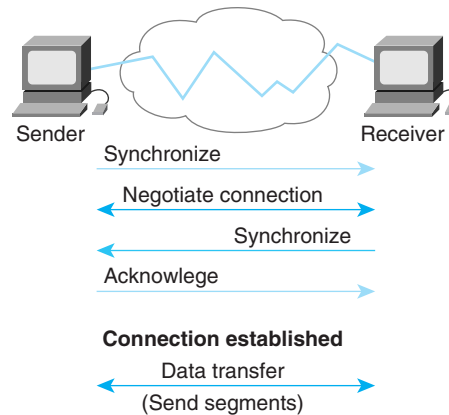 Sender
Receiver
Synchronize
Negotiate connection
Synchronize
Acknowlege
Connection established
Data transfer
(Send segments)